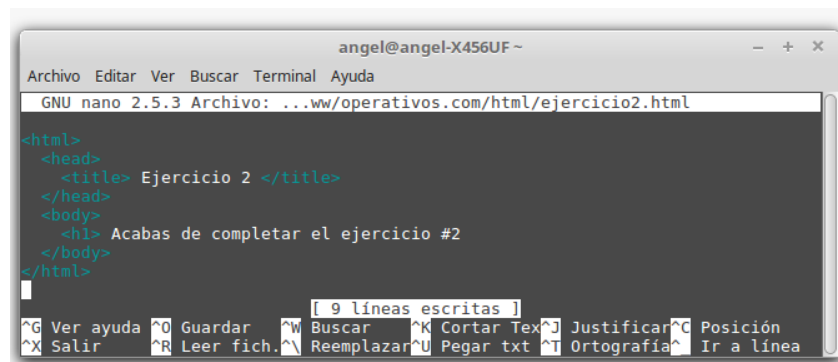 angel@angel-X456UF ~
Archivo Editar Ver Buscar Terminal Ayuda
GNU nano 2.5.3 Archivo: ...ww/operativos.com/html/ejercicio2.html
<html>
<head>
<title> Ejercicio 2 </title>
</head>
<body>
<h1> Acabas de completar el ejercicio #2
</body>
</html>
[ 9 líneas escritas ]
^G Ver ayuda ^O Guardar ^W Buscar ^K Cortar Tex^J Justificar^C Posición
^X Salir ^R Leer fich.^\ Reemplazar^U Pegar txt ^T Ortografía^_ Ir a línea